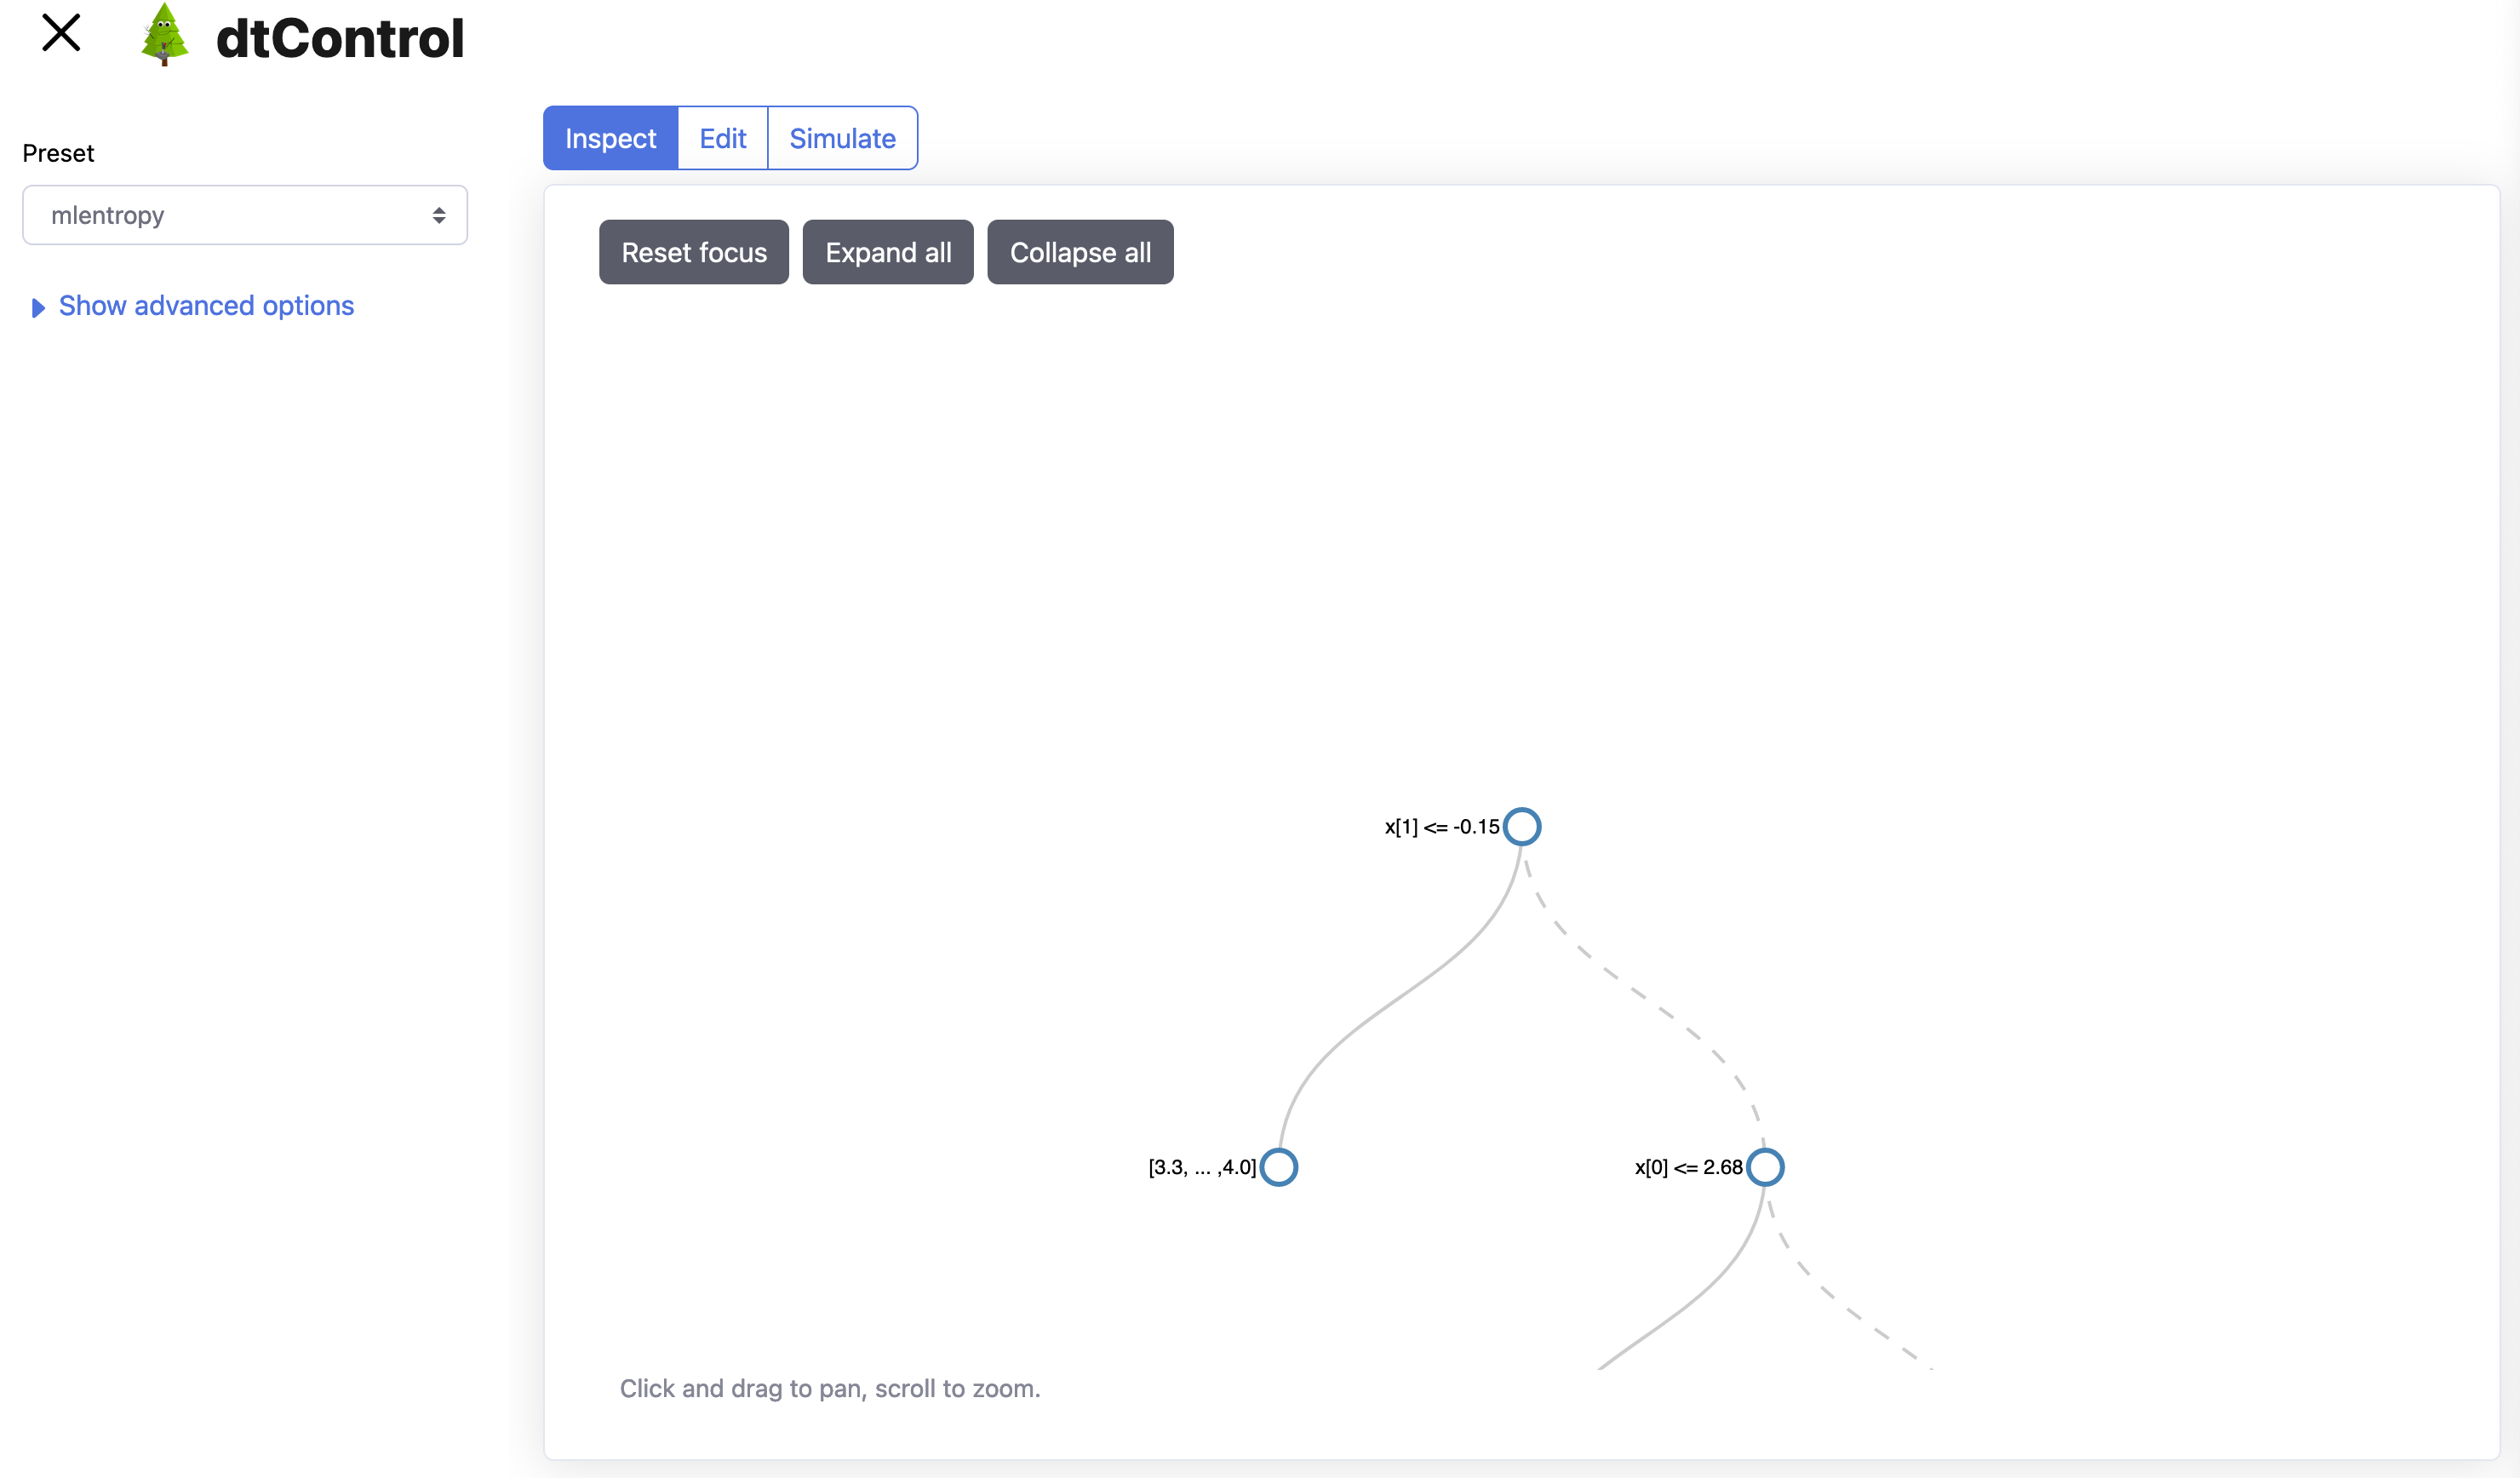 dtControl
Preset
mlentropy
Show advanced options
Inspect Edit Simulate
Reset focus Expand all Collapse all
x[1] <= -0.15
[3.3, ... ,4.0] x[0] <= 2.68
Click and drag to pan, scroll to zoom.